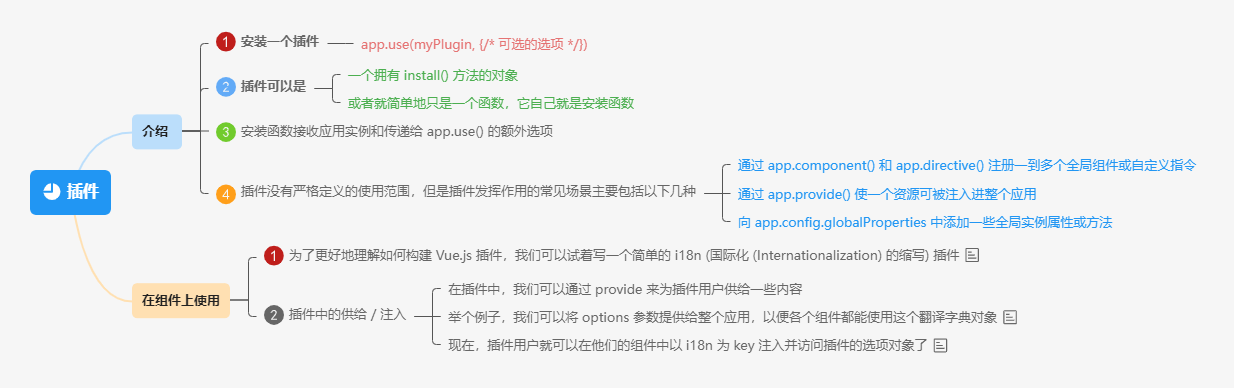 插件
介绍
1 安装一个插件
app.use(myPlugin, {/* 可选的选项 */})
2 插件可以是
一个拥有 install() 方法的对象
或者就简单地只是一个函数，它自己就是安装函数
3 安装函数接收应用实例和传递给 app.use() 的额外选项
4 插件没有严格定义的使用范围，但是插件发挥作用的常见场景主要包括以下几种
通过 app.component() 和 app.directive() 注册一到多个全局组件或自定义指令
通过 app.provide() 使一个资源可被注入进整个应用
向 app.config.globalProperties 中添加一些全局实例属性或方法
在组件上使用
1 为了更好地理解如何构建 Vue.js 插件，我们可以试着写一个简单的 i18n (国际化 (Internationalization) 的缩写) 插件
2 插件中的供给 / 注入
在插件中，我们可以通过 provide 来为插件用户供给一些内容
举个例子，我们可以将 options 参数提供给整个应用，以便各个组件都能使用这个翻译字典对象
现在，插件用户就可以在他们的组件中以 i18n 为 key 注入并访问插件的选项对象了